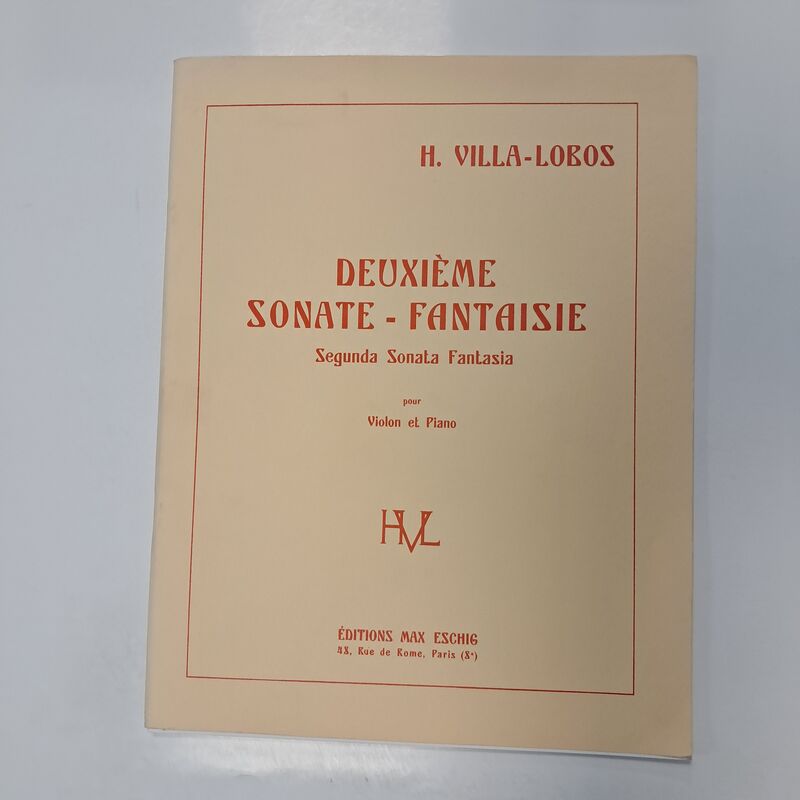 H. VILLA-LOBOS
DEUXIÈME
SONATE - FANTAISIE
Segunda Sonata Fantasia
pour
Violon et Piano
HVL
ÉDITIONS MAX ESCHIG
48, Rue de Rome, Paris (8e)